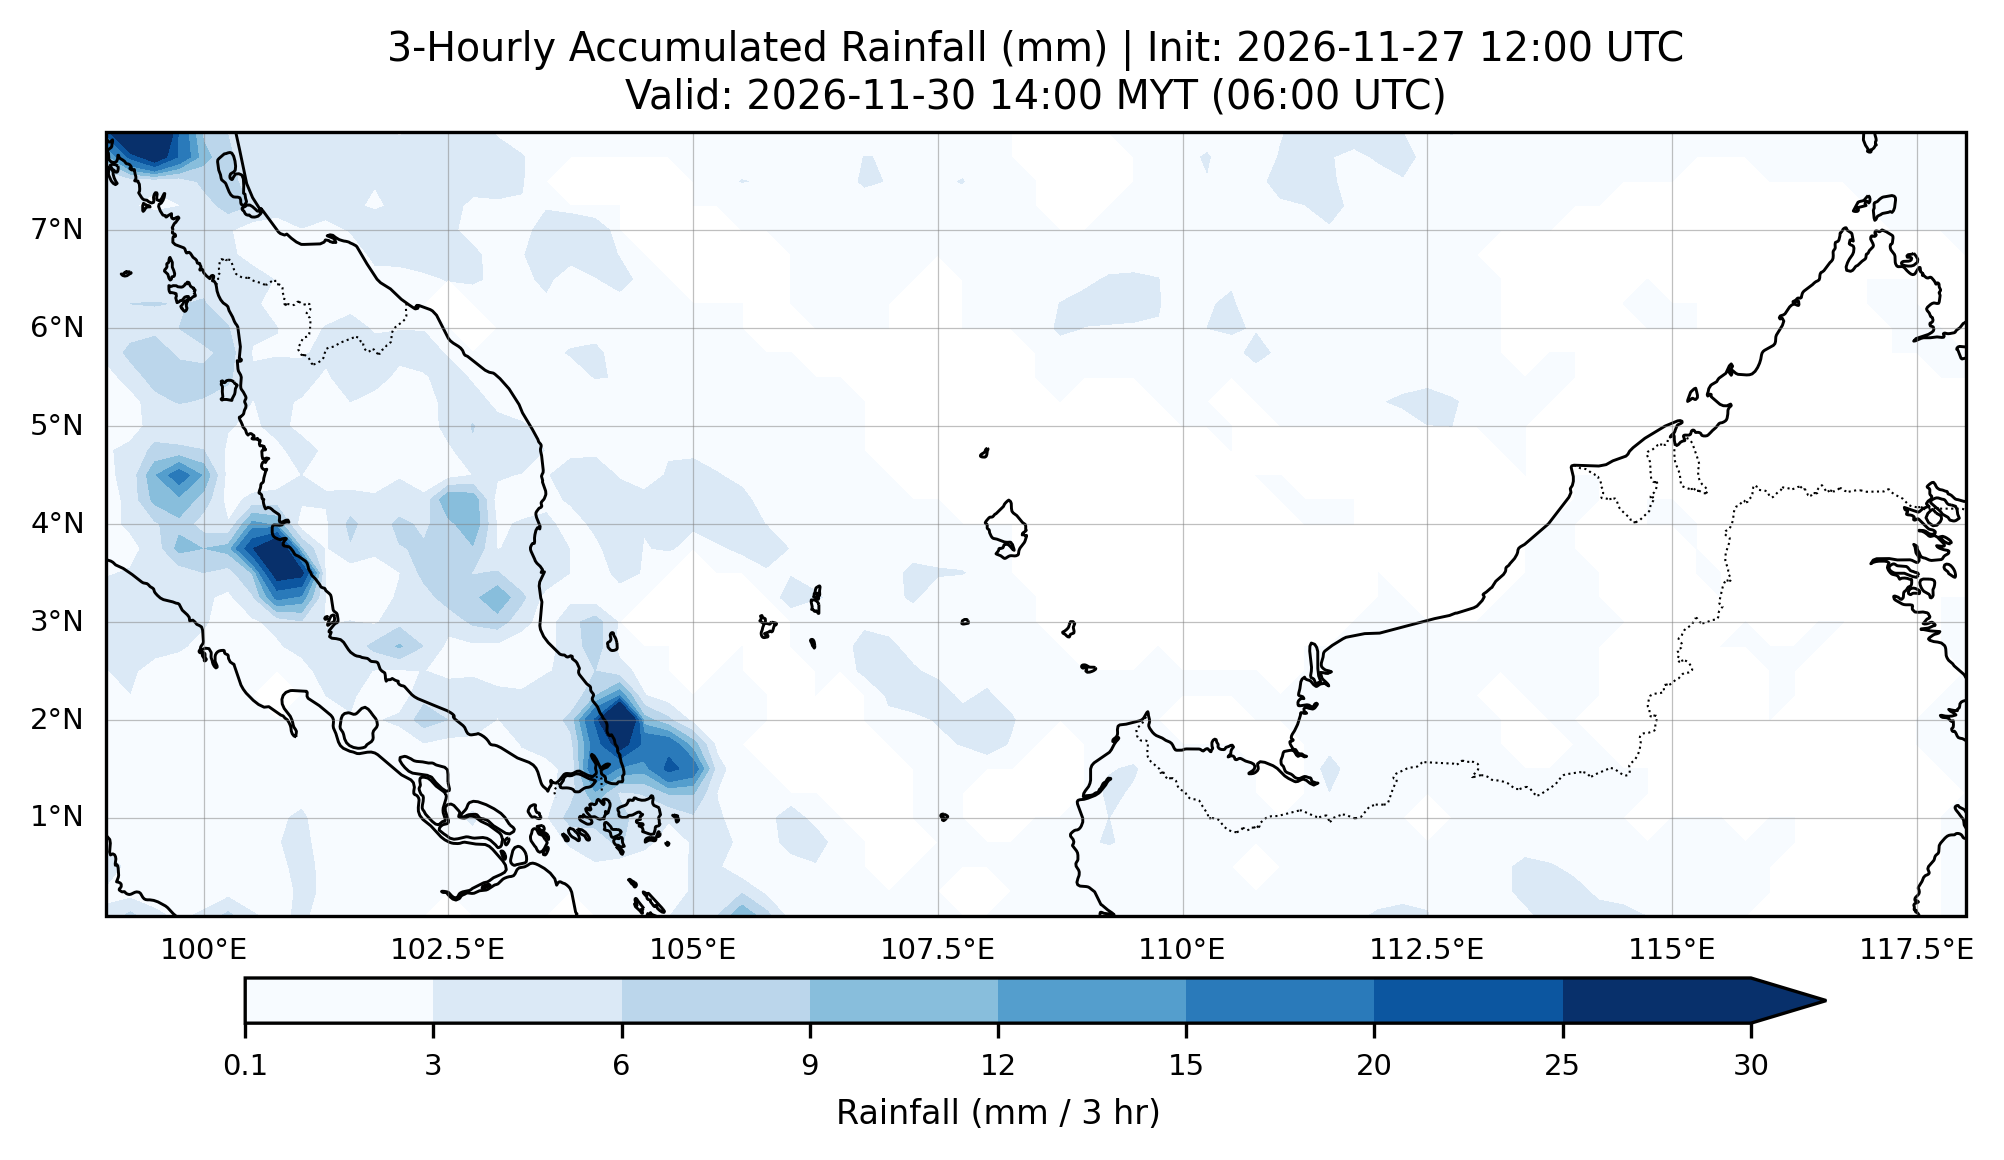 3-Hourly Accumulated Rainfall (mm) | Init: 2026-11-27 12:00 UTC
Valid: 2026-11-30 14:00 MYT (06:00 UTC)
7°N
6°N
5°N
4°N
3°N
2°N
1°N
100°E 102.5°E 105°E 107.5°E 110°E 112.5°E 115°E 117.5°E
0.1 3 6 9 12 15 20 25 30
Rainfall (mm / 3 hr)